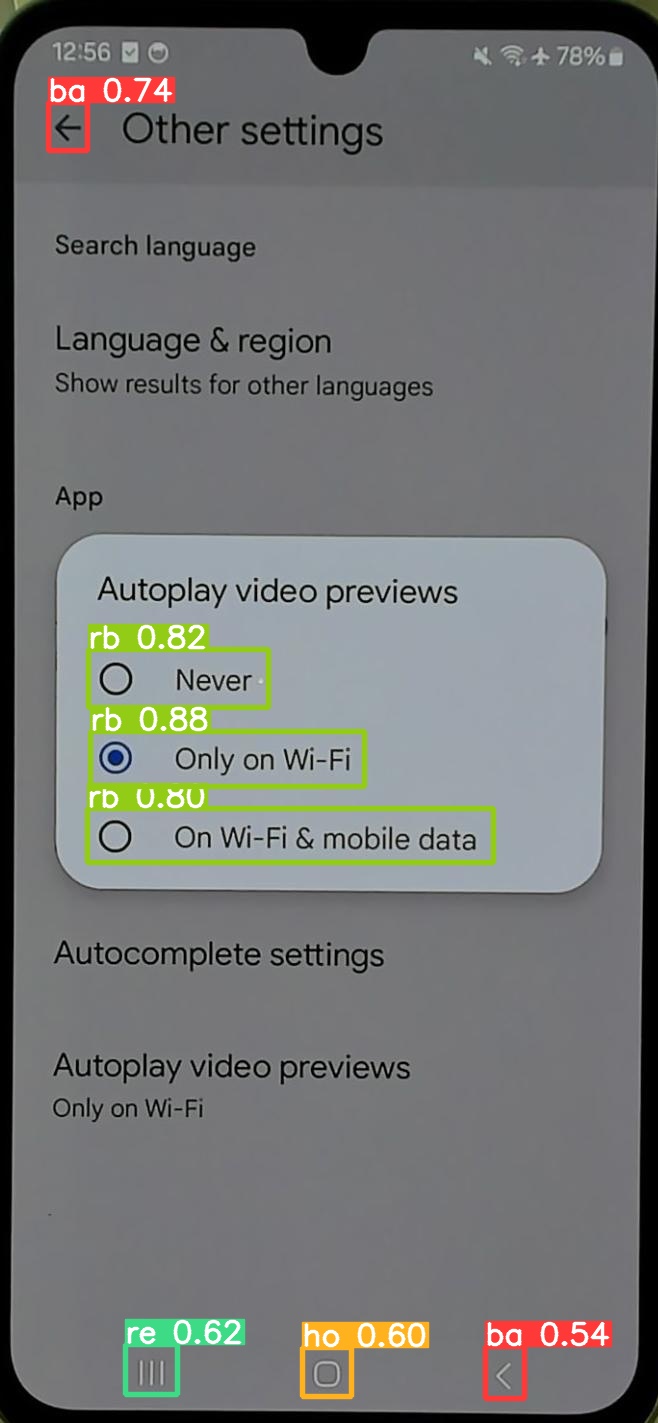 12:56 78%
ba 0.74
Other settings
Search language
Language & region
Show results for other languages
App
Autoplay video previews
rb 0.82
Never
rb 0.88
Only on Wi-Fi
rb 0.80
On Wi-Fi & mobile data
Autocomplete settings
Autoplay video previews
Only on Wi-Fi
re 0.62 ho 0.60 ba 0.54